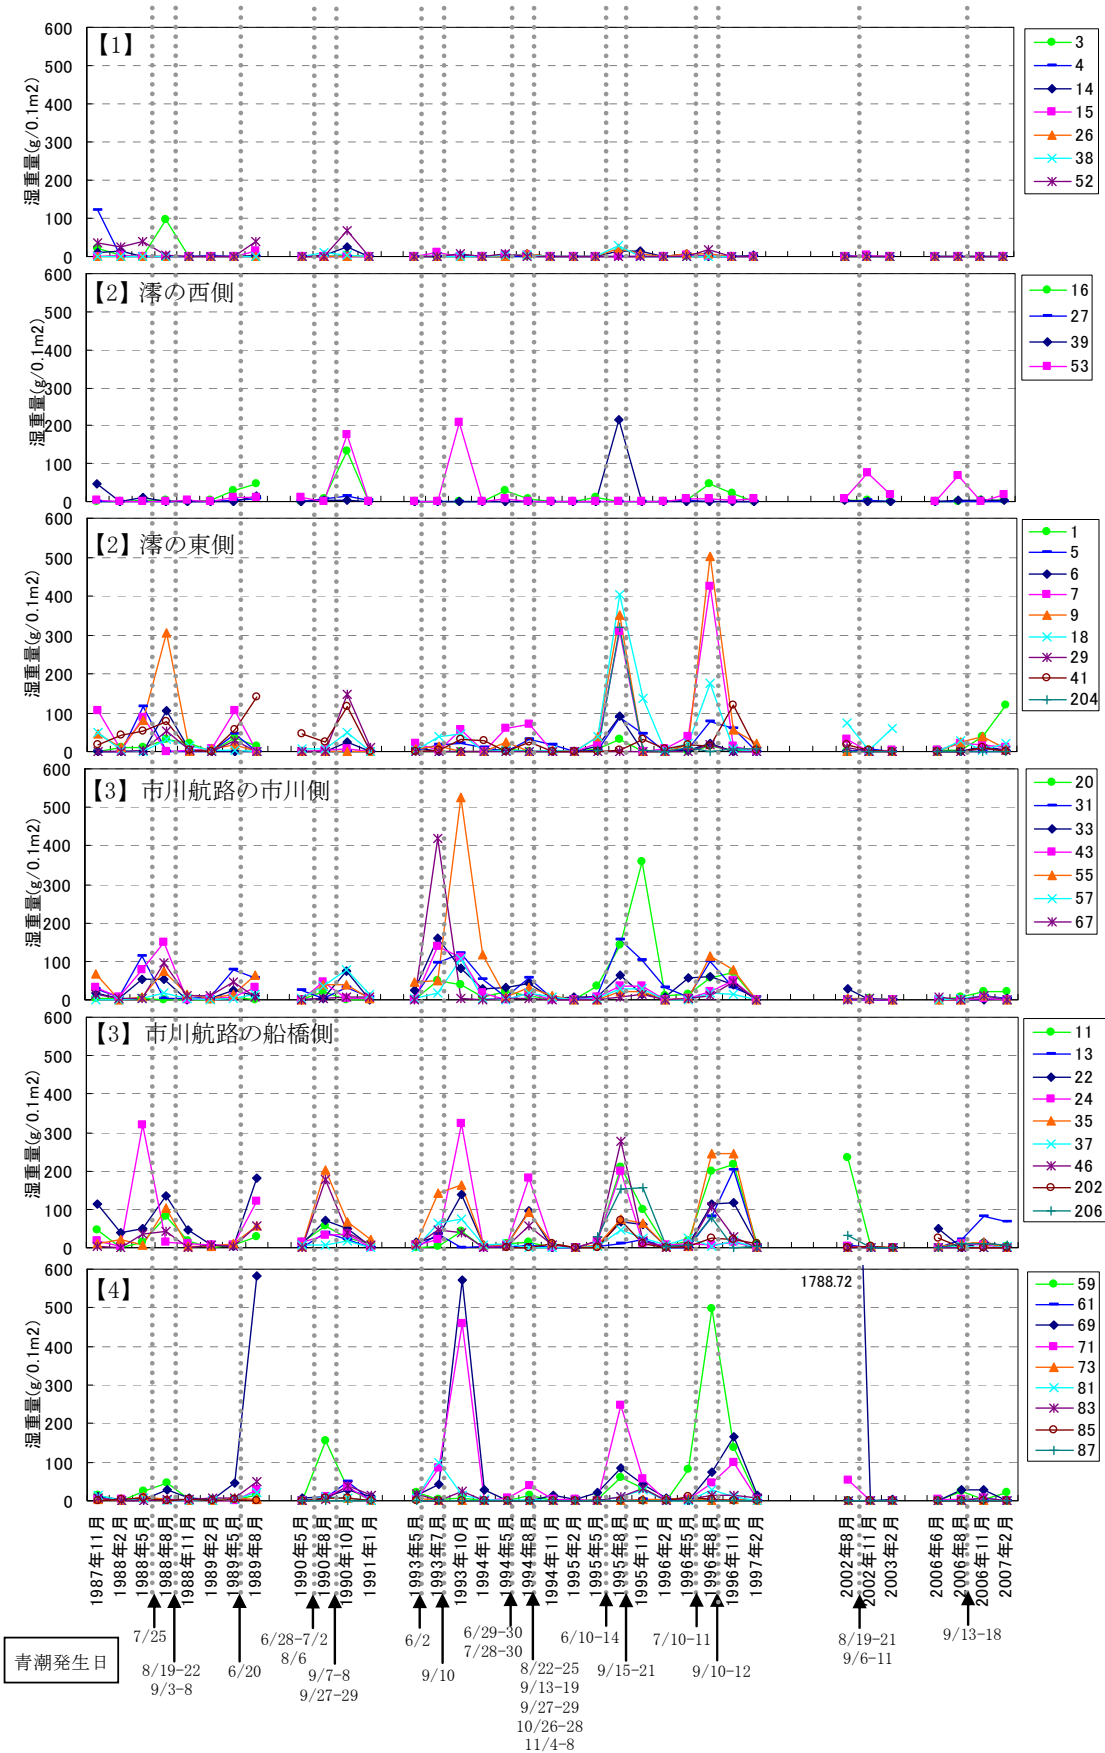 【1】
600
500
400
300
200
100
0
湿重量(g/0.1m2)
3
4
14
15
26
38
52
【2】澪の西側
600
500
400
300
200
100
0
湿重量(g/0.1m2)
16
27
39
53
【2】澪の東側
600
500
400
300
200
100
0
湿重量(g/0.1m2)
1
5
6
7
9
18
29
41
204
【3】市川航路の市川側
600
500
400
300
200
100
0
湿重量(g/0.1m2)
20
31
33
43
55
57
67
【3】市川航路の船橋側
600
500
400
300
200
100
0
湿重量(g/0.1m2)
11
13
22
24
35
37
46
202
206
【4】
600
500
400
300
200
100
0
湿重量(g/0.1m2)
1788.72
59
61
69
71
73
81
83
85
87
1987年11月
1988年2月
1988年5月
1988年8月
1988年11月
1989年2月
1989年5月
1989年8月
1990年5月
1990年8月
1990年10月
1991年1月
1993年5月
1993年7月
1993年10月
1994年1月
1994年5月
1994年8月
1994年11月
1995年2月
1995年5月
1995年8月
1995年11月
1996年2月
1996年5月
1996年8月
1996年11月
1997年2月
2002年8月
2002年11月
2003年2月
2006年6月
2006年8月
2006年11月
2007年2月
青潮発生日
7/25
8/19-22
9/3-8
6/20
6/28-7/2
8/6
9/7-8
9/27-29
6/2
9/10
6/29-30
7/28-30
8/22-25
9/13-19
9/27-29
10/26-28
11/4-8
6/10-14
9/15-21
7/10-11
9/10-12
8/19-21
9/6-11
9/13-18